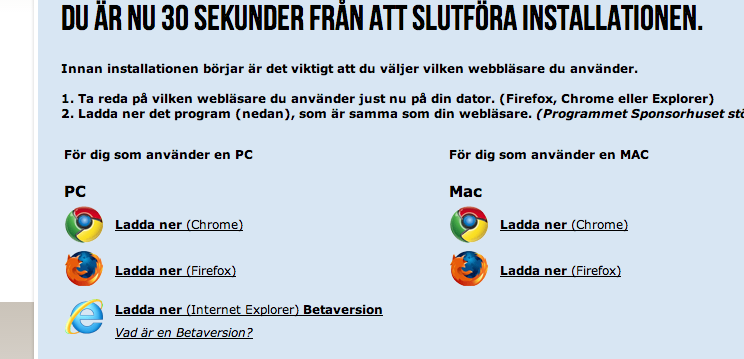 DU ÄR NU 30 SEKUNDER FRÅN ATT SLUTFÖRA INSTALLATIONEN.
Innan installationen börjar är det viktigt att du väljer vilken webbläsare du använder.
1. Ta reda på vilken webläsare du använder just nu på din dator. (Firefox, Chrome eller Explorer)
2. Ladda ner det program (nedan), som är samma som din webläsare. (Programmet Sponsorhuset
För dig som använder en PC
För dig som använder en MAC
PC
Mac
Ladda ner (Chrome)
Ladda ner (Chrome)
Ladda ner (Firefox)
Ladda ner (Firefox)
Ladda ner (Internet Explorer) Betaversion
Vad är en Betaversion?